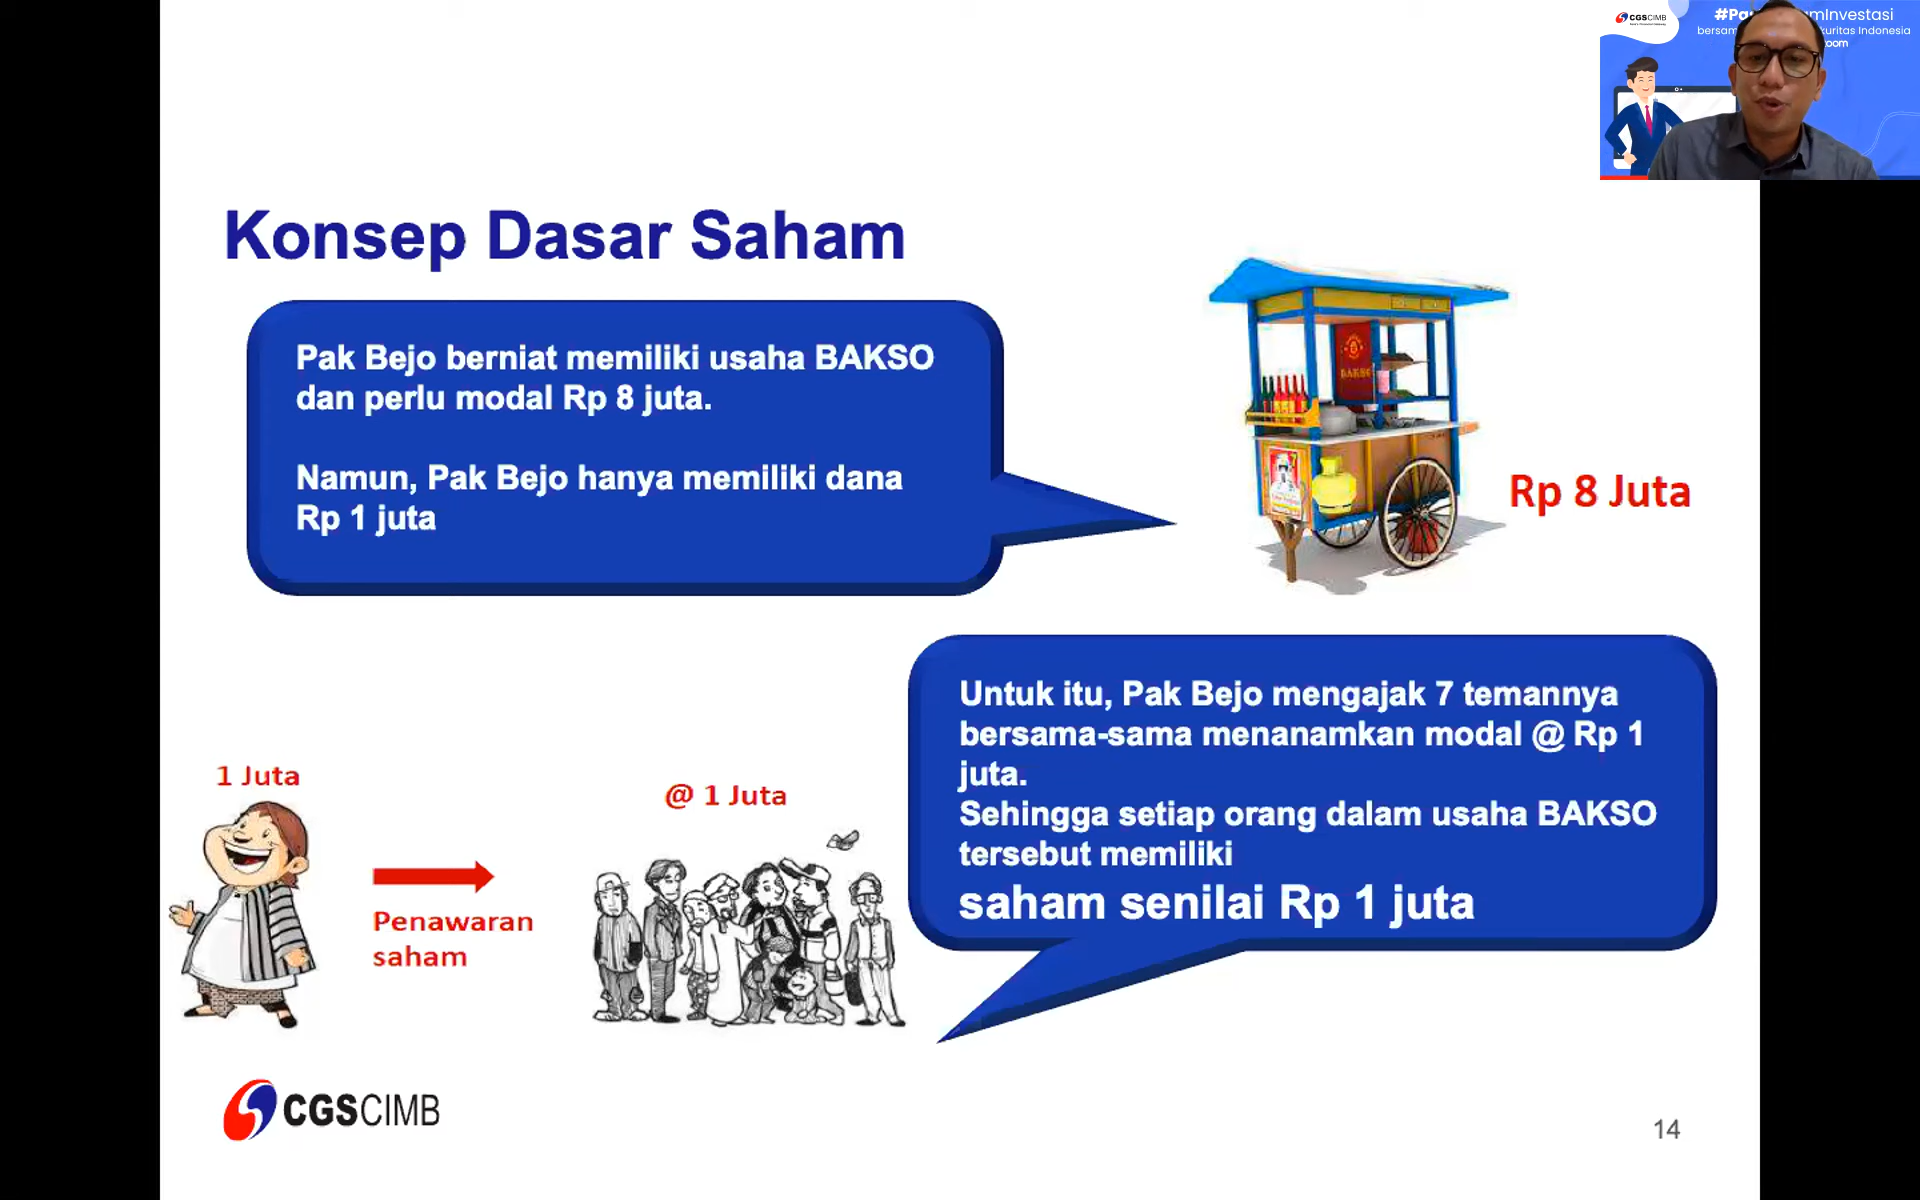 CGSCIMB
#Pa
mInvestasi
bersam
kuritas Indonesia
zoom
Konsep Dasar Saham
Pak Bejo berniat memiliki usaha BAKSO
dan perlu modal Rp 8 juta.
Namun, Pak Bejo hanya memiliki dana
Rp 1 juta
BAKSO
Rp 8 Juta
Untuk itu, Pak Bejo mengajak 7 temannya
bersama-sama menanamkan modal @ Rp 1
juta.
Sehingga setiap orang dalam usaha BAKSO
tersebut memiliki
saham senilai Rp 1 juta
1 Juta
@ 1 Juta
Penawaran
saham
CGSCIMB
14